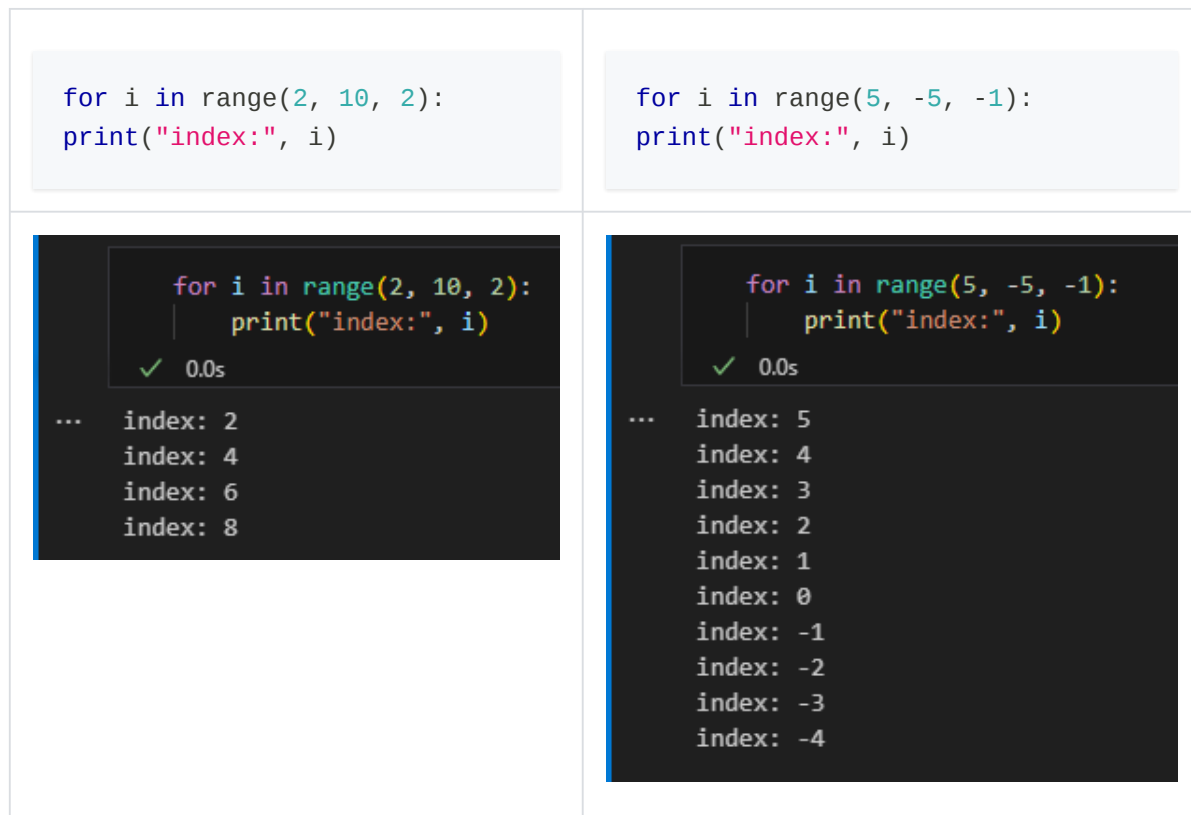 for i in range(2, 10, 2):
print("index:", i)
for i in range(5, -5, -1):
print("index:", i)
for i in range(2, 10, 2):
print("index:", i)
✓ 0.0s
... index: 2
index: 4
index: 6
index: 8
for i in range(5, -5, -1):
print("index:", i)
✓ 0.0s
... index: 5
index: 4
index: 3
index: 2
index: 1
index: 0
index: -1
index: -2
index: -3
index: -4